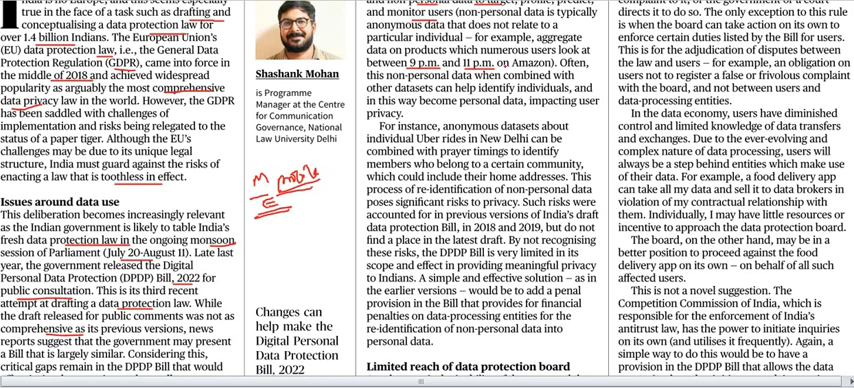 India is no
true in the face of a task such as drafting and
conceptualising a data protection law for
over 1.4 billion Indians. The European Union's
(EU) data protection law, i.e., the General Data
Protection Regulation (GDPR), came into force in
the middle of 2018 and achieved widespread
popularity as arguably the most comprehensive
data privacy law in the world. However, the GDPR
has been saddled with challenges of
implementation and risks being relegated to the
status of a paper tiger. Although the EU's
challenges may be due to its unique legal
structure, India must guard against the risks of
enacting a law that is toothless in effect.
Issues around data use
This deliberation becomes increasingly relevant
as the Indian government is likely to table India's
fresh data protection law in the ongoing monsoon
session of Parliament (July 20-August 11). Late last
year, the government released the Digital
Personal Data Protection (DPDP) Bill, 2022 for
public consultation. This is third recent
attempt at drafting a data protection law. While
the draft released for public comments was not as
comprehensive as its previous versions, news
reports suggest that the government may present
a Bill that is largely similar. Considering this,
critical gaps remain in the DPDP Bill that would
Shashank Mohan
is Programme
Manager at the Centre
for Communication
Governance, National
Law University Delhi
M
E
Changes can
help make the
Digital Personal
Data Protection
Bill, 2022
and monitor users (non-personal data is typically
anonymous data that does not relate to a
particular individual – for example, aggregate
data on products which numerous users look at
between 9 p.m. and 11 p.m. on Amazon). Often,
this non-personal data when combined with
other datasets can help identify individuals, and
in this way become personal data, impacting user
privacy.
For instance, anonymous datasets about
individual Uber rides in New Delhi can be
combined with prayer timings to identify
members who belong to a certain community,
which could include their home addresses. This
process of re-identification of non-personal data
poses significant risks to privacy. Such risks were
accounted for in previous versions of India's draft
data protection Bill, in 2018 and 2019, but do not
find a place in the latest draft. By not recognising
these risks, the DPDP Bill is very limited in its
scope and effect in providing meaningful privacy
to Indians. A simple and effective solution – as in
the earlier versions – would be to add a penal
provision in the Bill that provides for financial
penalties on data-processing entities for the
re-identification of non-personal data into
personal data.
Limited reach of data protection board
directs it to do so. The only exception to this rule
is when the board can take action on its own to
enforce certain duties listed by the Bill for users.
This is for the adjudication of disputes between
the law and users – for example, an obligation on
users not to register a false or frivolous complaint
with the board, and not between users and
data-processing entities.
In the data economy, users have diminished
control and limited knowledge of data transfers
and exchanges. Due to the ever-evolving and
complex nature of data processing, users will
always be a step behind entities which make use
of their data. For example, a food delivery app
can take all my data and sell it to data brokers in
violation of my contractual relationship with
them. Individually, I may have little resources or
incentive to approach the data protection board.
The board, on the other hand, may be in a
better position to proceed against the food
delivery app on its own – on behalf of all such
affected users.
This is not a novel suggestion. The
Competition Commission of India, which is
responsible for the enforcement of India's
antitrust law, has the power to initiate inquiries
on its own (and utilises it frequently). Again, a
simple way to do this would be to have a
provision in the DPDP Bill that allows the data